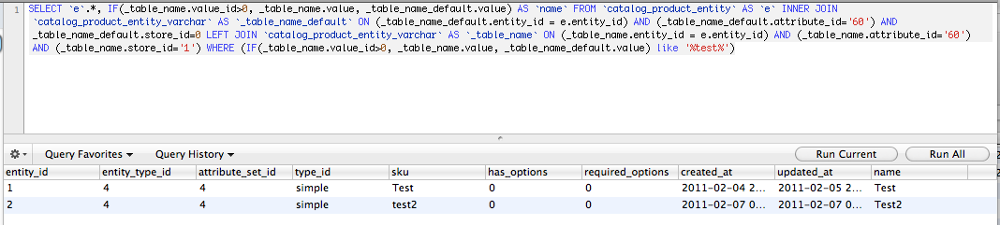 1 SELECT `e`.*, IF(_table_name.value_id>0, _table_name.value, _table_name_default.value) AS `name` FROM `catalog_product_entity` AS `e` INNER JOIN
`catalog_product_entity_varchar` AS `_table_name_default` ON (_table_name_default.entity_id = e.entity_id) AND (_table_name_default.attribute_id='60') AND
_table_name_default.store_id=0 LEFT JOIN `catalog_product_entity_varchar` AS `_table_name` ON (_table_name.entity_id = e.entity_id) AND (_table_name.attribute_id='60')
AND (_table_name.store_id='1') WHERE (IF(_table_name.value_id>0, _table_name.value, _table_name_default.value) like '%test%')
Query Favorites Query History Run Current Run All
entity_id entity_type_id attribute_set_id type_id sku has_options required_options created_at updated_at name
1 4 4 simple Test 0 0 2011-02-04 2... 2011-02-05 2... Test
2 4 4 simple test2 0 0 2011-02-07 0... 2011-02-07 0... Test2